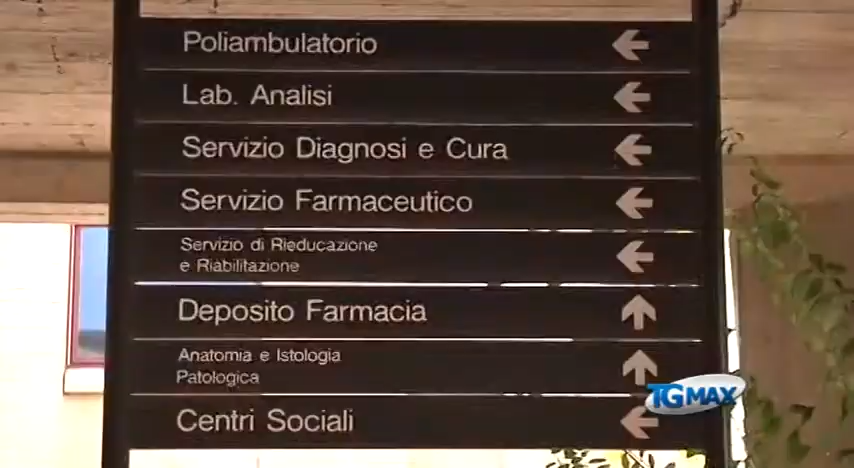 Poliambulatorio
Lab. Analisi
Servizio Diagnosi e Cura
Servizio Farmaceutico
Servizio di Rieducazione
e Riabilitazione
Deposito Farmacia
Anatomia e Istologia
Patologica
TGMAX
Centri Sociali